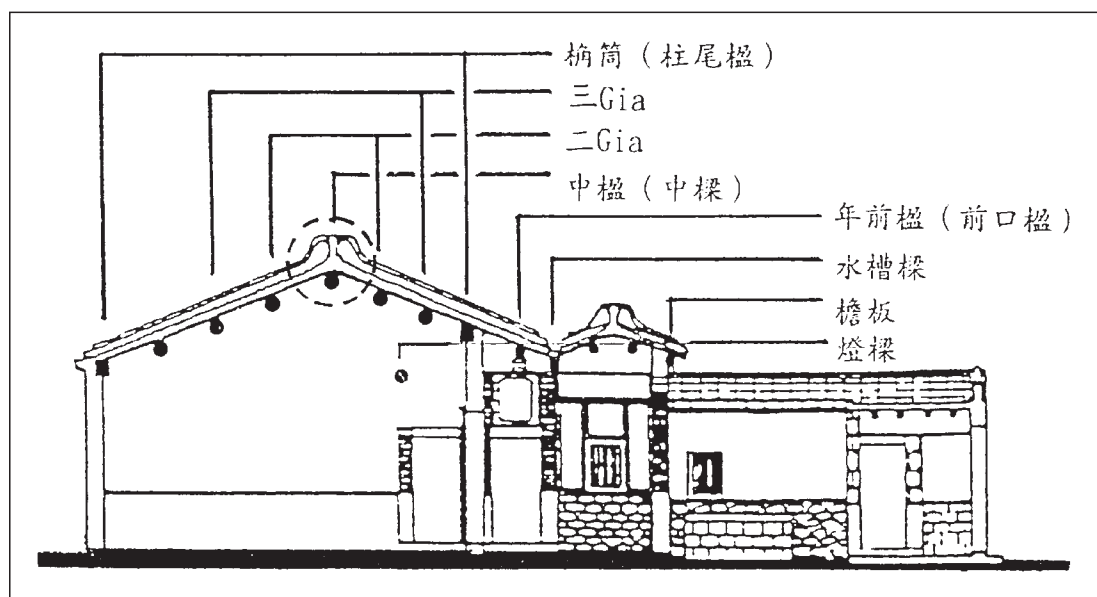 桷筒（柱尾楹）
三Gia
二Gia
中楹（中樑）
年前楹（前口楹）
水槽樑
檐板
燈樑